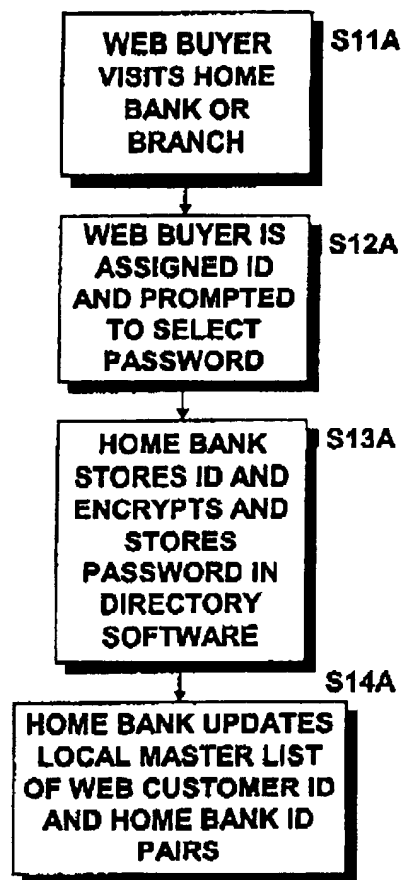 WEB BUYER
VISITS HOME
BANK OR
BRANCH
S11A
WEB BUYER IS
ASSIGNED ID
AND PROMPTED
TO SELECT
PASSWORD
S12A
HOME BANK
STORES ID AND
ENCRYPTS AND
STORES
PASSWORD IN
DIRECTORY
SOFTWARE
S13A
HOME BANK UPDATES
LOCAL MASTER LIST
OF WEB CUSTOMER ID
AND HOME BANK ID
PAIRS
S14A